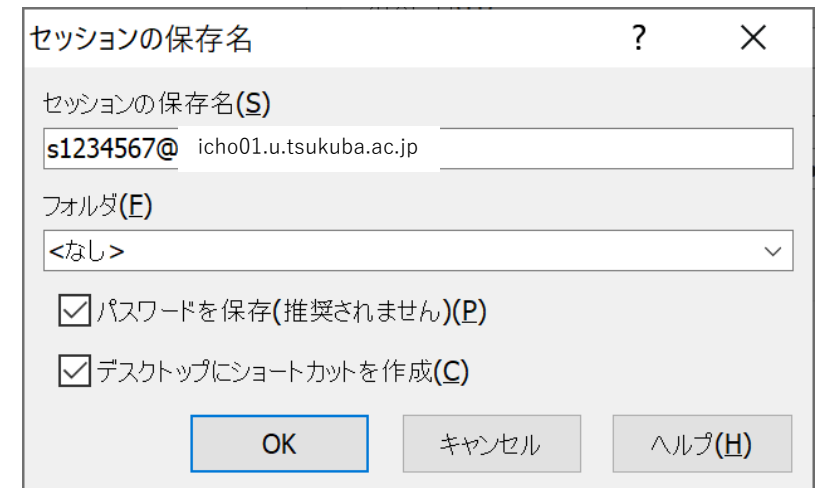 セッションの保存名 ?
セッションの保存名(S)
s1234567@ icho01.u.tsukuba.ac.jp
フォルダ(F)
<なし>
パスワードを保存(推奨されません)(P)
デスクトップにショートカットを作成(C)
OK キャンセル ヘルプ(H)